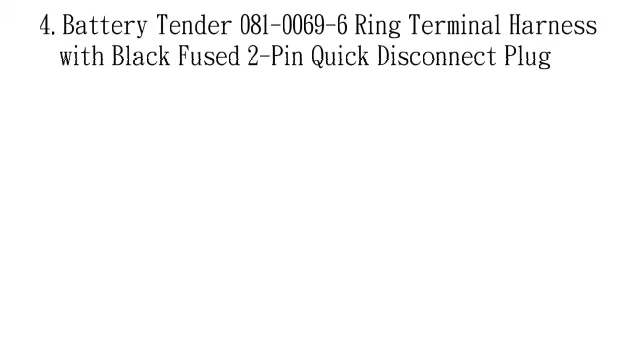 4. Battery Tender 081-0069-6 Ring Terminal Harness
with Black Fused 2-Pin Quick Disconnect Plug